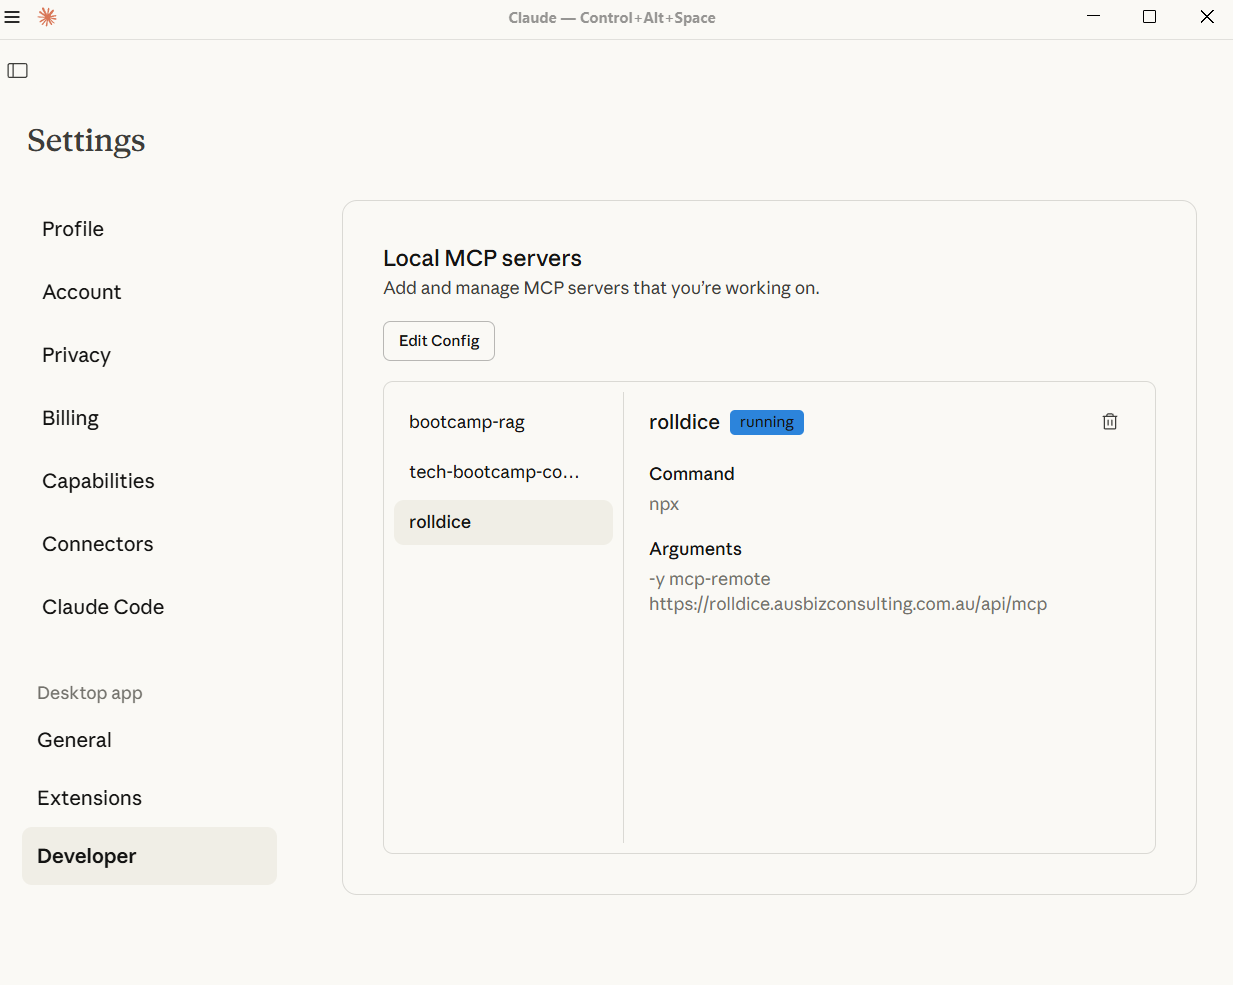 Claude — Control+Alt+Space
Settings
Profile
Account
Privacy
Billing
Capabilities
Connectors
Claude Code
Desktop app
General
Extensions
Developer
Local MCP servers
Add and manage MCP servers that you’re working on.
Edit Config
bootcamp-rag
tech-bootcamp-co…
rolldice
rolldice running
Command
npx
Arguments
-y mcp-remote
https://rolldice.ausbizconsulting.com.au/api/mcp